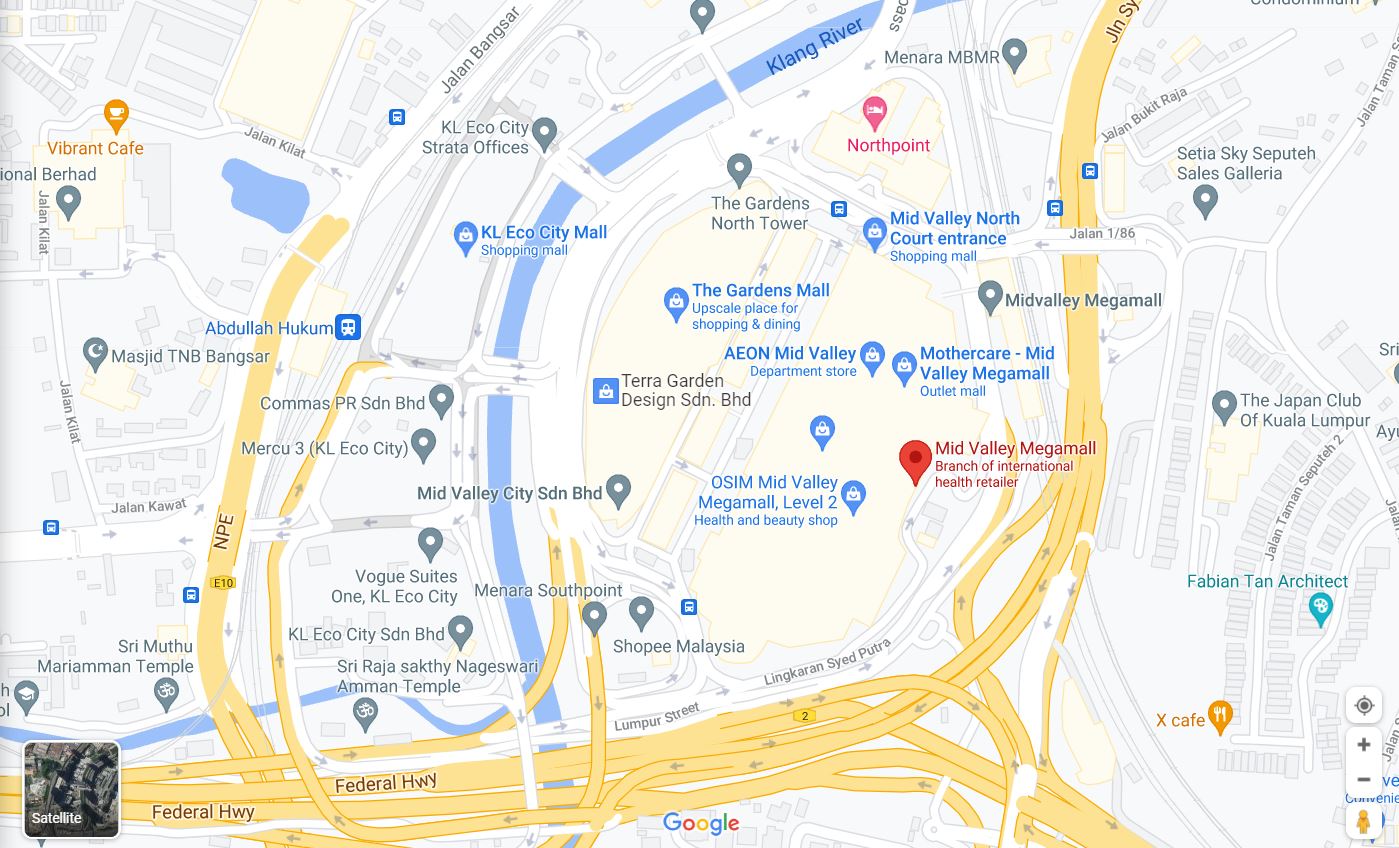 Condominium
Jalan Bangsar
Klang River
Jln Sy
pass
Menara MBMR
Vibrant Cafe
Jalan Kilat
KL Eco City
Strata Offices
Northpoint
Jalan Bukit Raja
Jalan Taman
Setia Sky Seputeh
Sales Galleria
ional Berhad
Jalan Kilat
The Gardens
North Tower
KL Eco City Mall
Shopping mall
Mid Valley North
Court entrance
Shopping mall
Jalan 1/86
The Gardens Mall
Upscale place for
shopping & dining
Midvalley Megamall
Abdullah Hukum
Masjid TNB Bangsar
AEON Mid Valley
Department store
Mothercare - Mid
Valley Megamall
Outlet mall
Sri
Terra Garden
Design Sdn. Bhd
Commas PR Sdn Bhd
Jalan Kilat
The Japan Club
Of Kuala Lumpur
Ayu
Mercu 3 (KL Eco City)
Mid Valley Megamall
Branch of international
health retailer
Mid Valley City Sdn Bhd
OSIM Mid Valley
Megamall, Level 2
Health and beauty shop
Jalan Taman Seputeh 2
Jalan Kawat
NPE
E10
Vogue Suites
One, KL Eco City
Menara Southpoint
Fabian Tan Architect
KL Eco City Sdn Bhd
Shopee Malaysia
Sri Muthu
Mariamman Temple
Sri Raja sakthy Nageswari
Amman Temple
Lingkaran Syed Putra
h
ol
Lumpur Street
2
X cafe
Federal Hwy
Federal Hwy
Satellite
Google